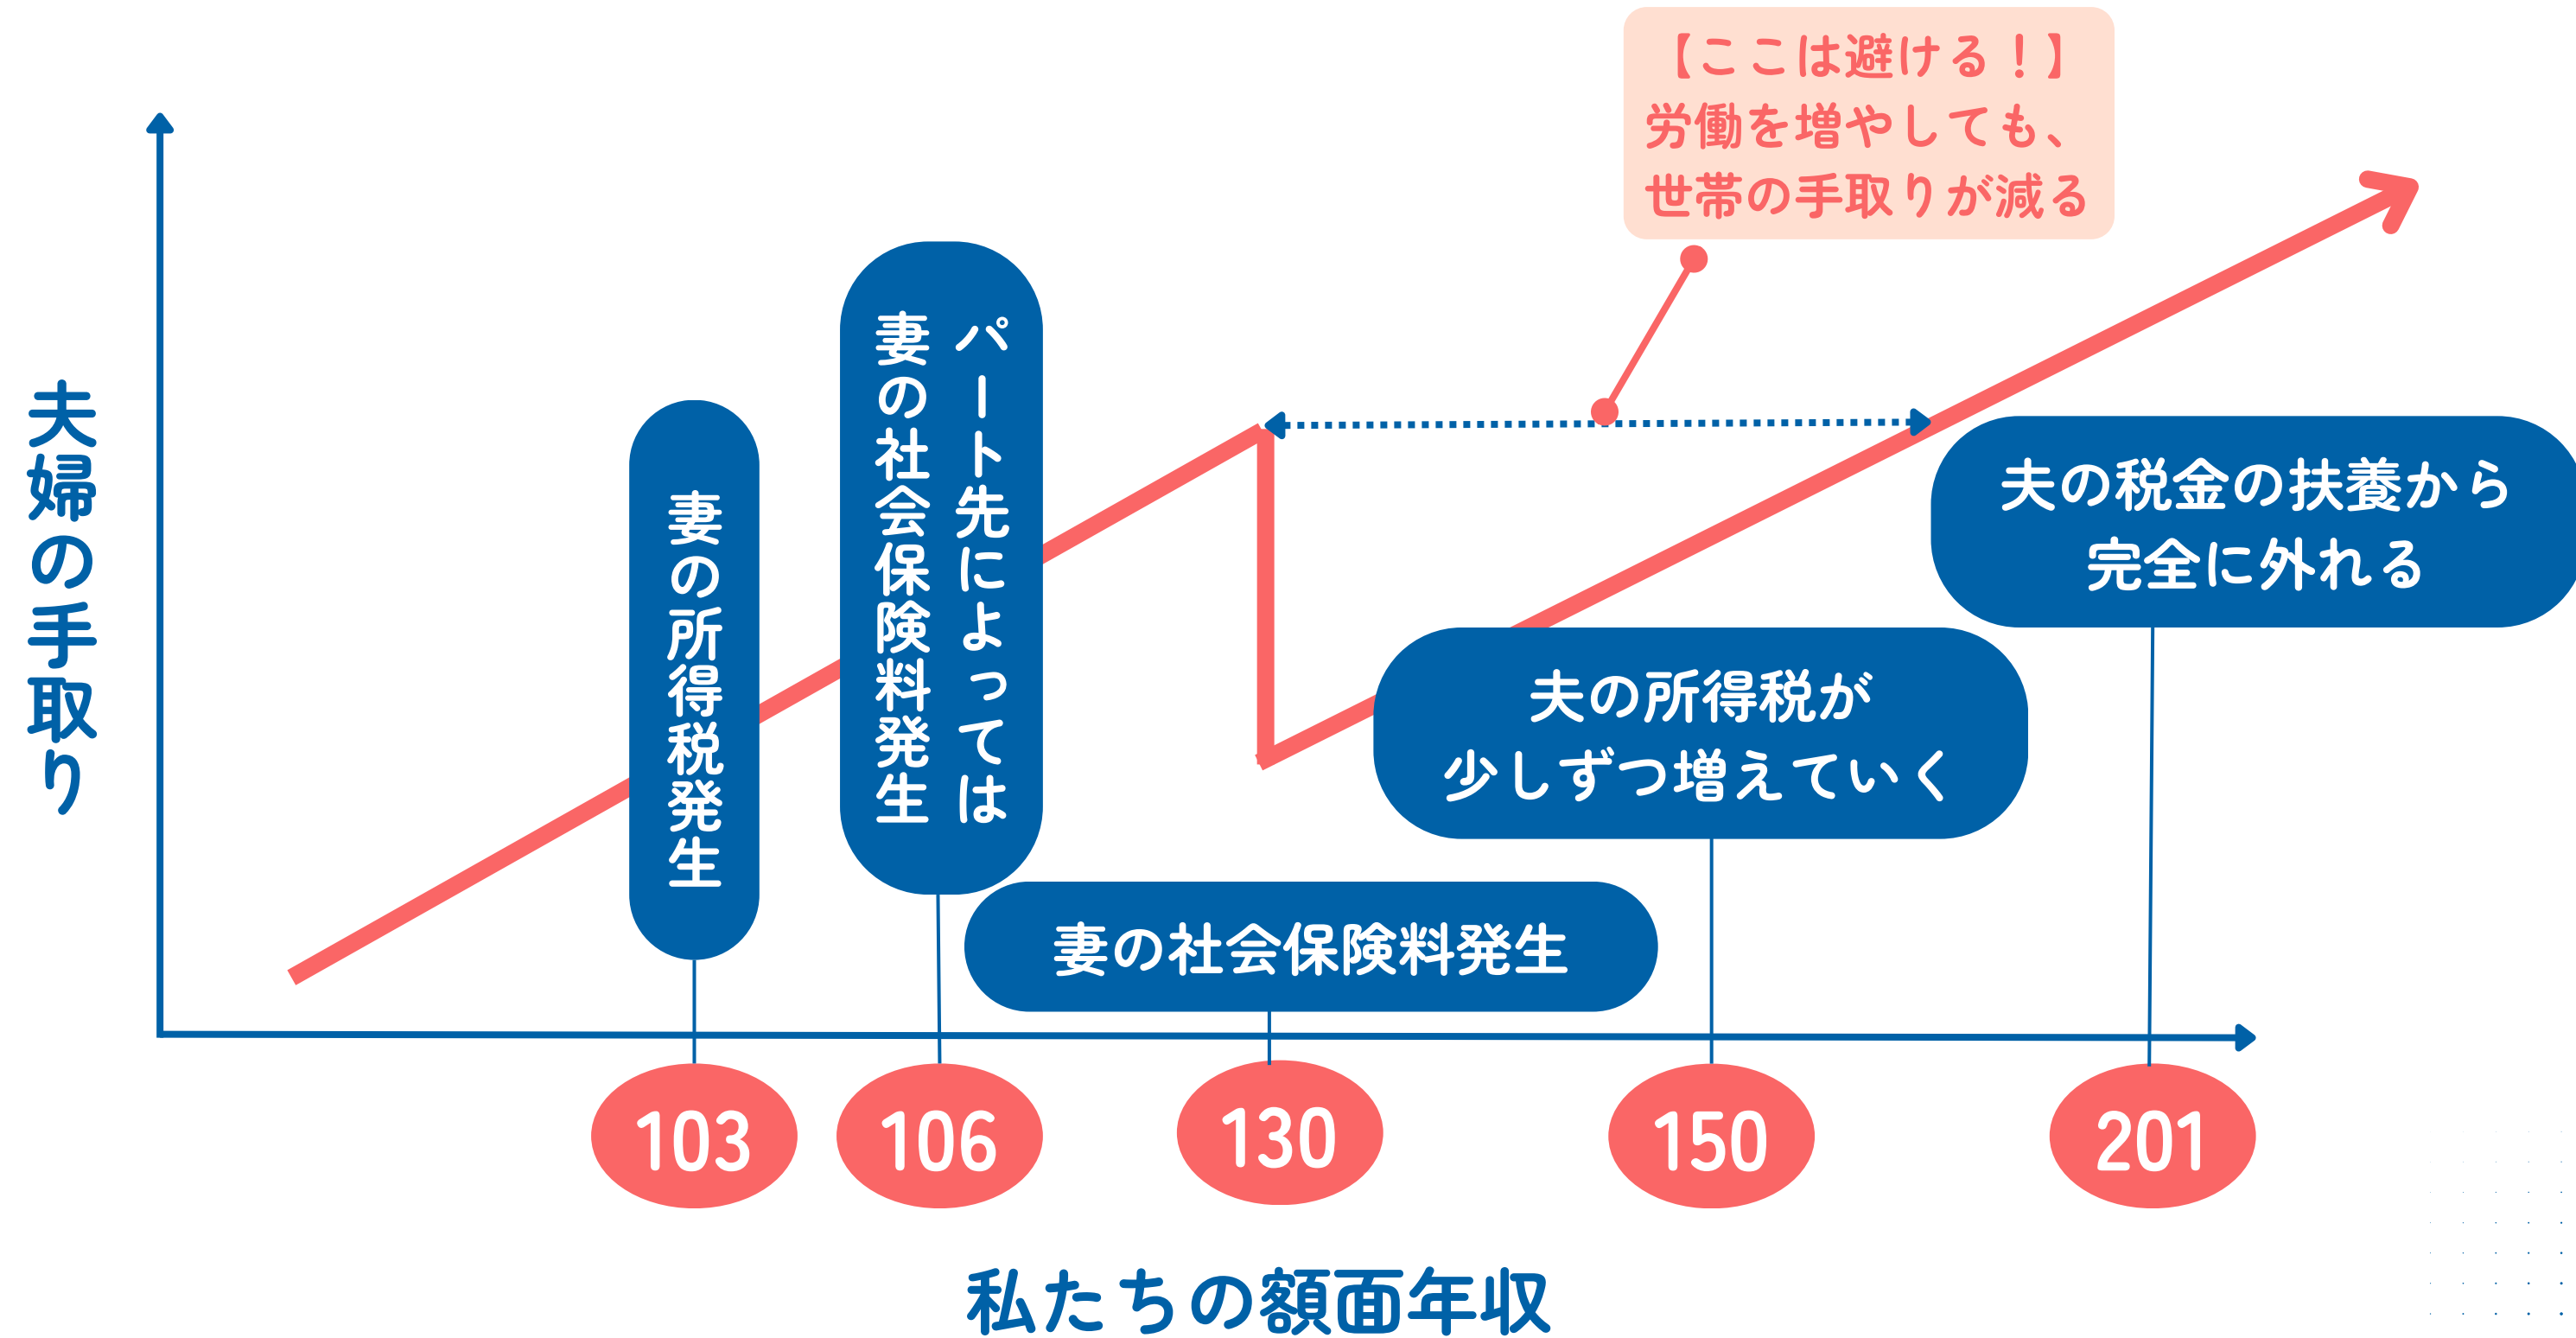 【ここは避ける！】
労働を増やしても、
世帯の手取りが減る
夫婦の手取り
妻の所得税発生
パート先によっては
妻の社会保険料発生
妻の社会保険料発生
夫の所得税が
少しずつ増えていく
夫の税金の扶養から
完全に外れる
103
106
130
150
201
私たちの額面年収